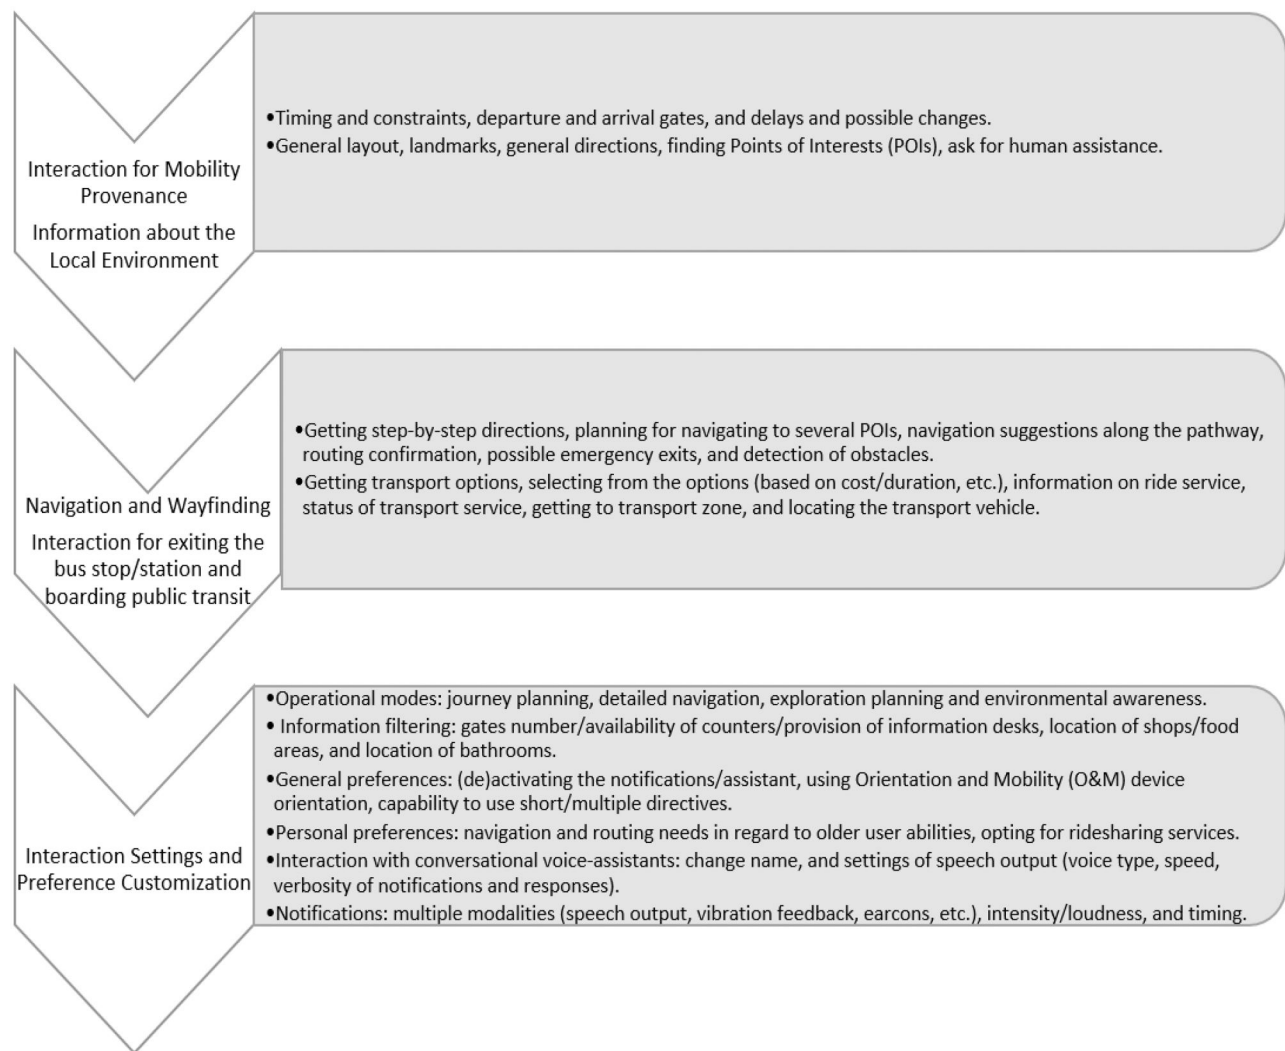 Interaction for Mobility
Provenance
Information about the
Local Environment
•Timing and constraints, departure and arrival gates, and delays and possible changes.
•General layout, landmarks, general directions, finding Points of Interests (POIs), ask for human assistance.
Navigation and Wayfinding
Interaction for exiting the
bus stop/station and
boarding public transit
•Getting step-by-step directions, planning for navigating to several POIs, navigation suggestions along the pathway,
routing confirmation, possible emergency exits, and detection of obstacles.
•Getting transport options, selecting from the options (based on cost/duration, etc.), information on ride service,
status of transport service, getting to transport zone, and locating the transport vehicle.
Interaction Settings and
Preference Customization
•Operational modes: journey planning, detailed navigation, exploration planning and environmental awareness.
• Information filtering: gates number/availability of counters/provision of information desks, location of shops/food
areas, and location of bathrooms.
•General preferences: (de)activating the notifications/assistant, using Orientation and Mobility (O&M) device
orientation, capability to use short/multiple directives.
•Personal preferences: navigation and routing needs in regard to older user abilities, opting for ridesharing services.
•Interaction with conversational voice-assistants: change name, and settings of speech output (voice type, speed,
verbosity of notifications and responses).
•Notifications: multiple modalities (speech output, vibration feedback, earcons, etc.), intensity/loudness, and timing.